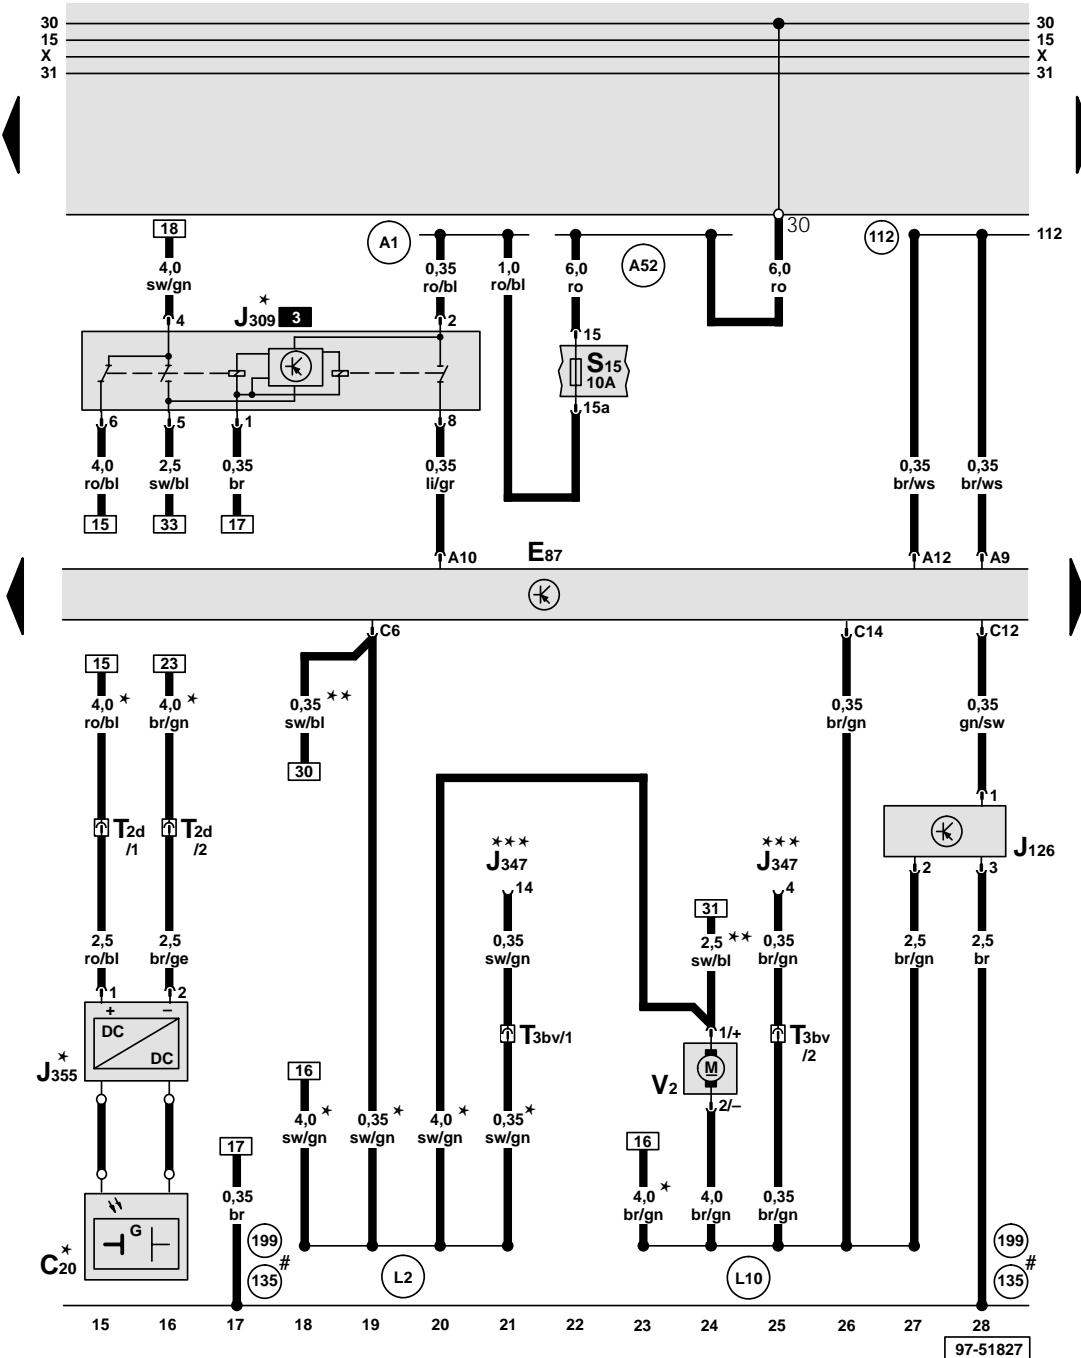 30 30
15 15
X X
31 31
30
18 A1 A52 112 112
4,0 0,35 1,0 6,0 6,0
sw/gn ro/bl ro/bl ro ro
★
J309 3
4 2 15
S15
10A
15a
6 5 1 8
4,0 2,5 0,35 0,35 0,35 0,35
ro/bl sw/bl br li/gr br/ws br/ws
15 33 17
A10 E87 A12 A9
C6 C14 C12
15 23
4,0 ★ 4,0 ★ 0,35 ★★ 0,35 0,35
ro/bl br/gn sw/bl br/gn gn/sw
30
1
T2d T2d
/1 /2
★★★ ★★★
J347 J347
J126
14 4 2 3
31
2,5 2,5 0,35 2,5 ★★ 0,35 2,5 2,5
ro/bl br/ge sw/gn sw/bl br/gn br/gn br
1 2
+ –
DC
DC
★
J355
T3bv/1 1/+ T3bv
/2
V2 M
2/–
16
4,0 ★ 0,35 ★ 4,0 ★ 0,35 ★
sw/gn sw/gn sw/gn sw/gn
17 16
0,35 4,0 ★ 4,0 0,35
br br/gn br/gn br/gn
G
★
C20
199 199
# #
135 L2 L10 135
15 16 17 18 19 20 21 22 23 24 25 26 27 28
97-51827